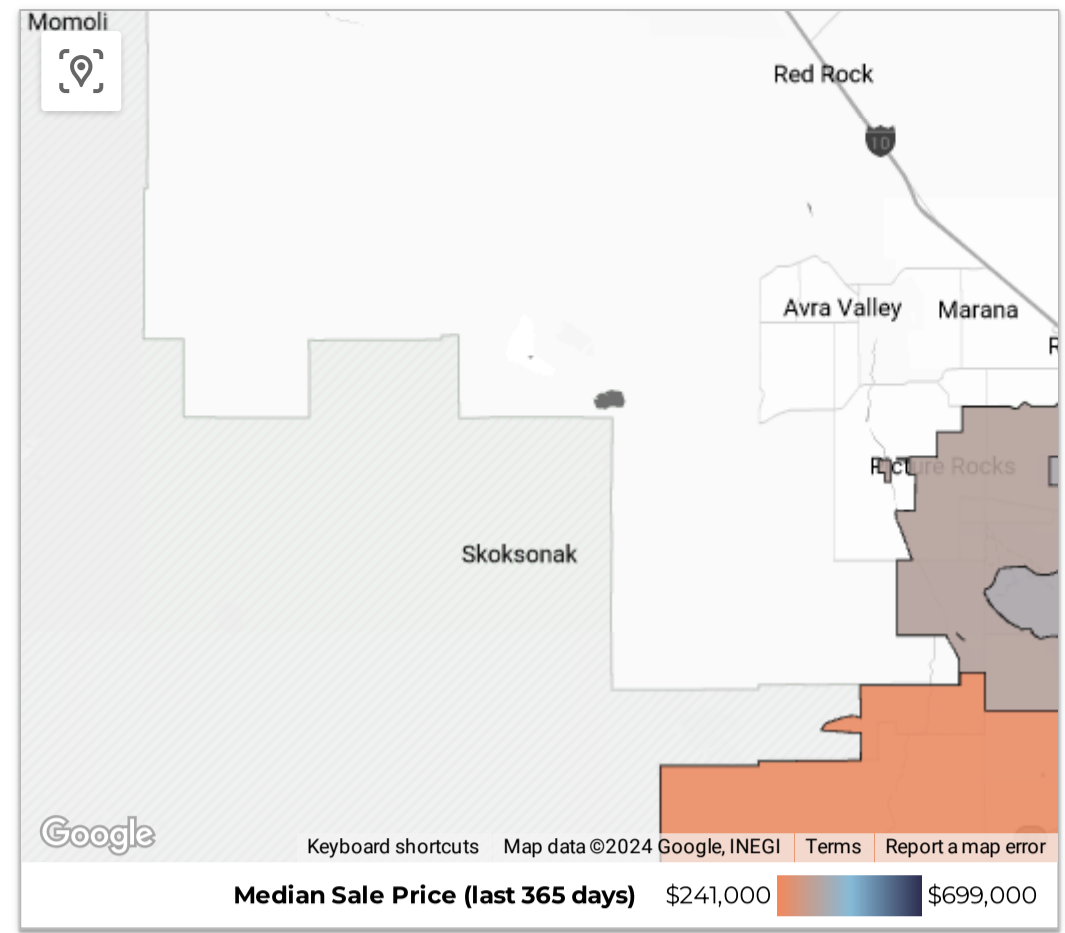 Momoli
Red Rock
10
Avra Valley
Marana
R
Picture Rocks
Skoksonak
Google
Keyboard shortcuts
Map data ©2024 Google, INEGI
Terms
Report a map error
Median Sale Price (last 365 days)
$241,000
$699,000